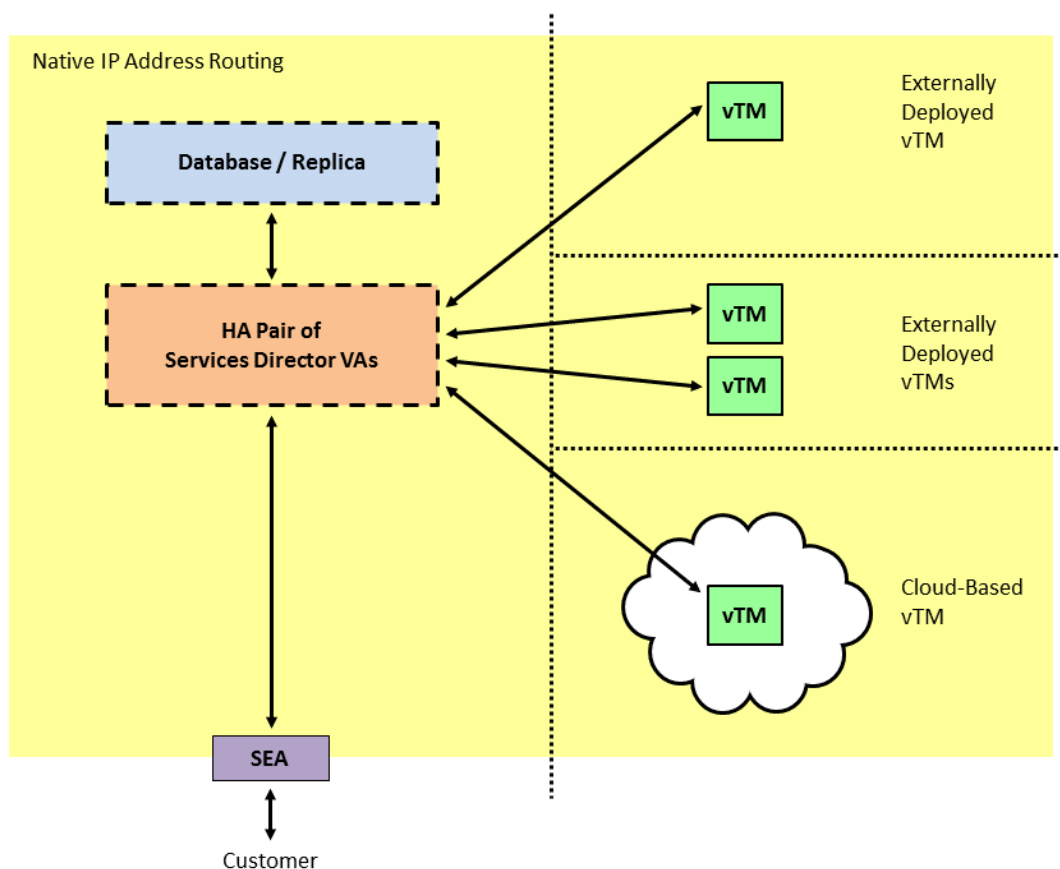 Native IP Address Routing
Database / Replica
HA Pair of
Services Director VAs
SEA
Customer
vTM
Externally
Deployed
vTM
vTM
vTM
Externally
Deployed
vTMs
vTM
Cloud-Based
vTM